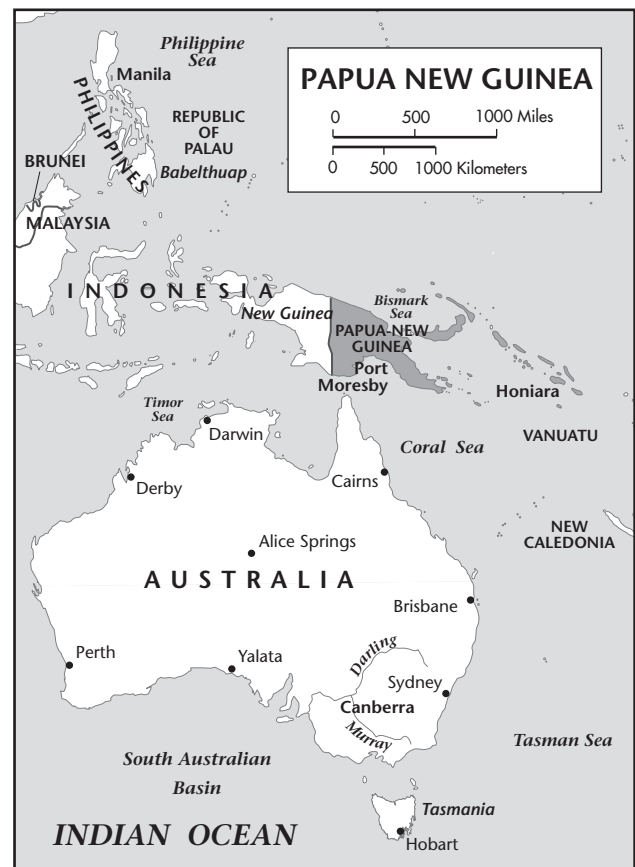 Philippine
Sea
Manila
PHILIPPINES
REPUBLIC
OF
PALAU
Babelthuap
BRUNEI
MALAYSIA
PAPUA NEW GUINEA
0 500 1000 Miles
0 500 1000 Kilometers
INDONESIA
New Guinea
Bismark
Sea
PAPUA-NEW
GUINEA
Port
Moresby
Honiara
Timor
Sea
Darwin
Coral Sea
VANUATU
Derby
Cairns
NEW
CALEDONIA
Alice Springs
AUSTRALIA
Brisbane
Perth
Yalata
Darling
Sydney
Canberra
Murray
Tasman Sea
South Australian
Basin
Tasmania
INDIAN OCEAN
Hobart